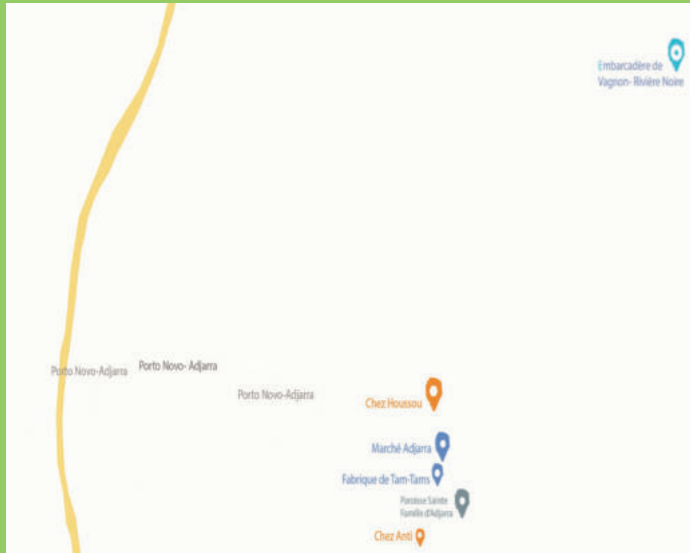 Embarcadère de
Vagnon- Rivière Noire
Porto Novo-Adjarra
Porto Novo- Adjarra
Porto Novo-Adjarra
Chez Houssou
Marché Adjarra
Fabrique de Tam-Tams
Paroisse Sainte
Famille d'Adjarra
Chez Anti